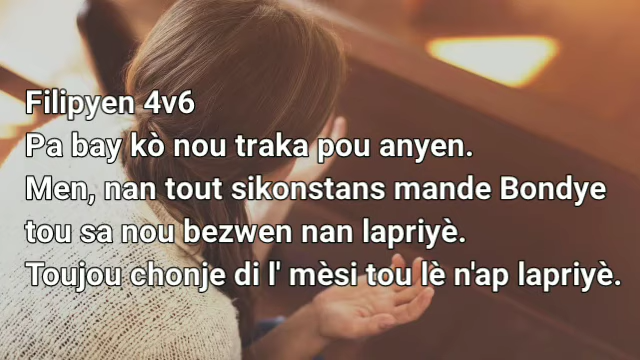 Filipyen 4v6
Pa bay kò nou traka pou anyen.
Men, nan tout sikonstans mande Bondye
tou sa nou bezwen nan lapriyè.
Toujou chonje di l' mèsi tou lè n'ap lapriyè.